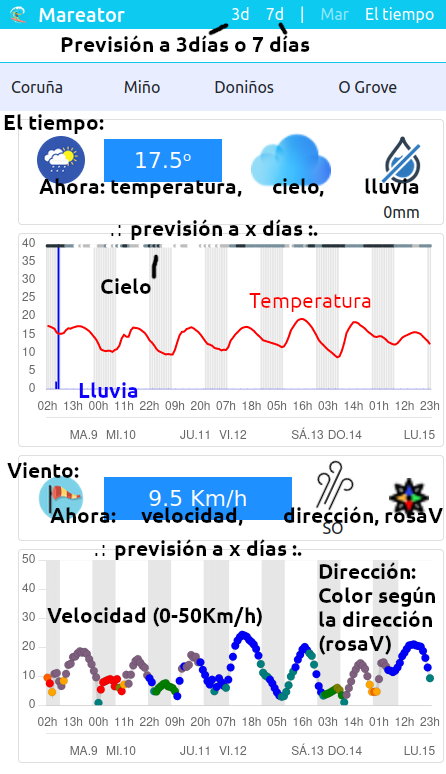 Mareator 3d 7d | Mar El tiempo
Previsión a 3días o 7 días
Coruña Miño Doniños O Grove
El tiempo:
17.5º
Ahora: temperatura, cielo, lluvia
0mm
.: previsión a x días :.
40
35
30
25
20
15
10
5
0
Cielo
Temperatura
Lluvia
02h 13h 00h 11h 22h 09h 20h 07h 18h 05h 16h 03h 14h 01h 12h 23h
MA.9 MI.10 JU.11 VI.12 SÁ.13 DO.14 LU.15
Viento:
9.5 Km/h
Ahora: velocidad, dirección, rosaV
SO
.: previsión a x días :.
50
40
30
20
10
0
Velocidad (0-50Km/h)
Dirección:
Color según
la dirección
(rosaV)
02h 13h 00h 11h 22h 09h 20h 07h 18h 05h 16h 03h 14h 01h 12h 23h
MA.9 MI.10 JU.11 VI.12 SÁ.13 DO.14 LU.15